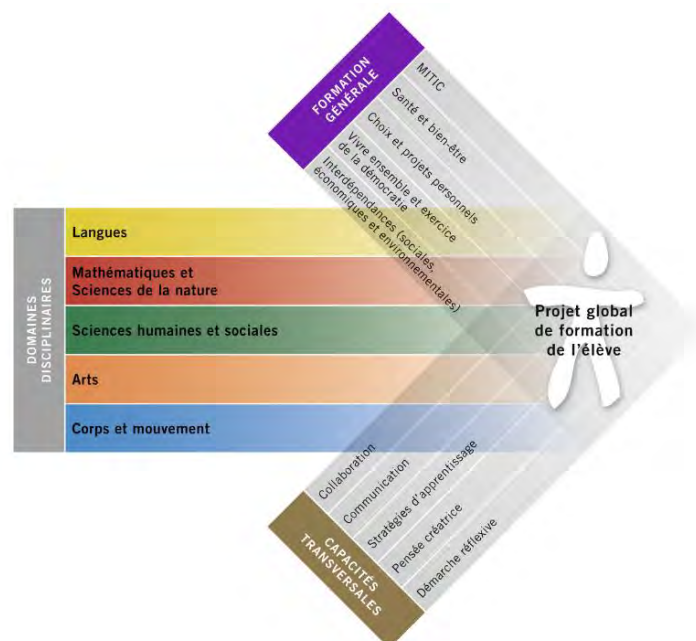 FORMATION
GÉNÉRALE
MITIC
Santé et bien-être
Choix et projets personnels
Vivre ensemble et exercice
de la démocratie
Interdépendances (sociales,
économiques et environnementales)
DOMAINES
DISCIPLINAIRES
Langues
Mathématiques et
Sciences de la nature
Sciences humaines et sociales
Arts
Corps et mouvement
Projet global
de formation
de l'élève
CAPACITÉS
TRANSVERSALES
Collaboration
Communication
Stratégies d'apprentissage
Pensée créatrice
Démarche réflexive